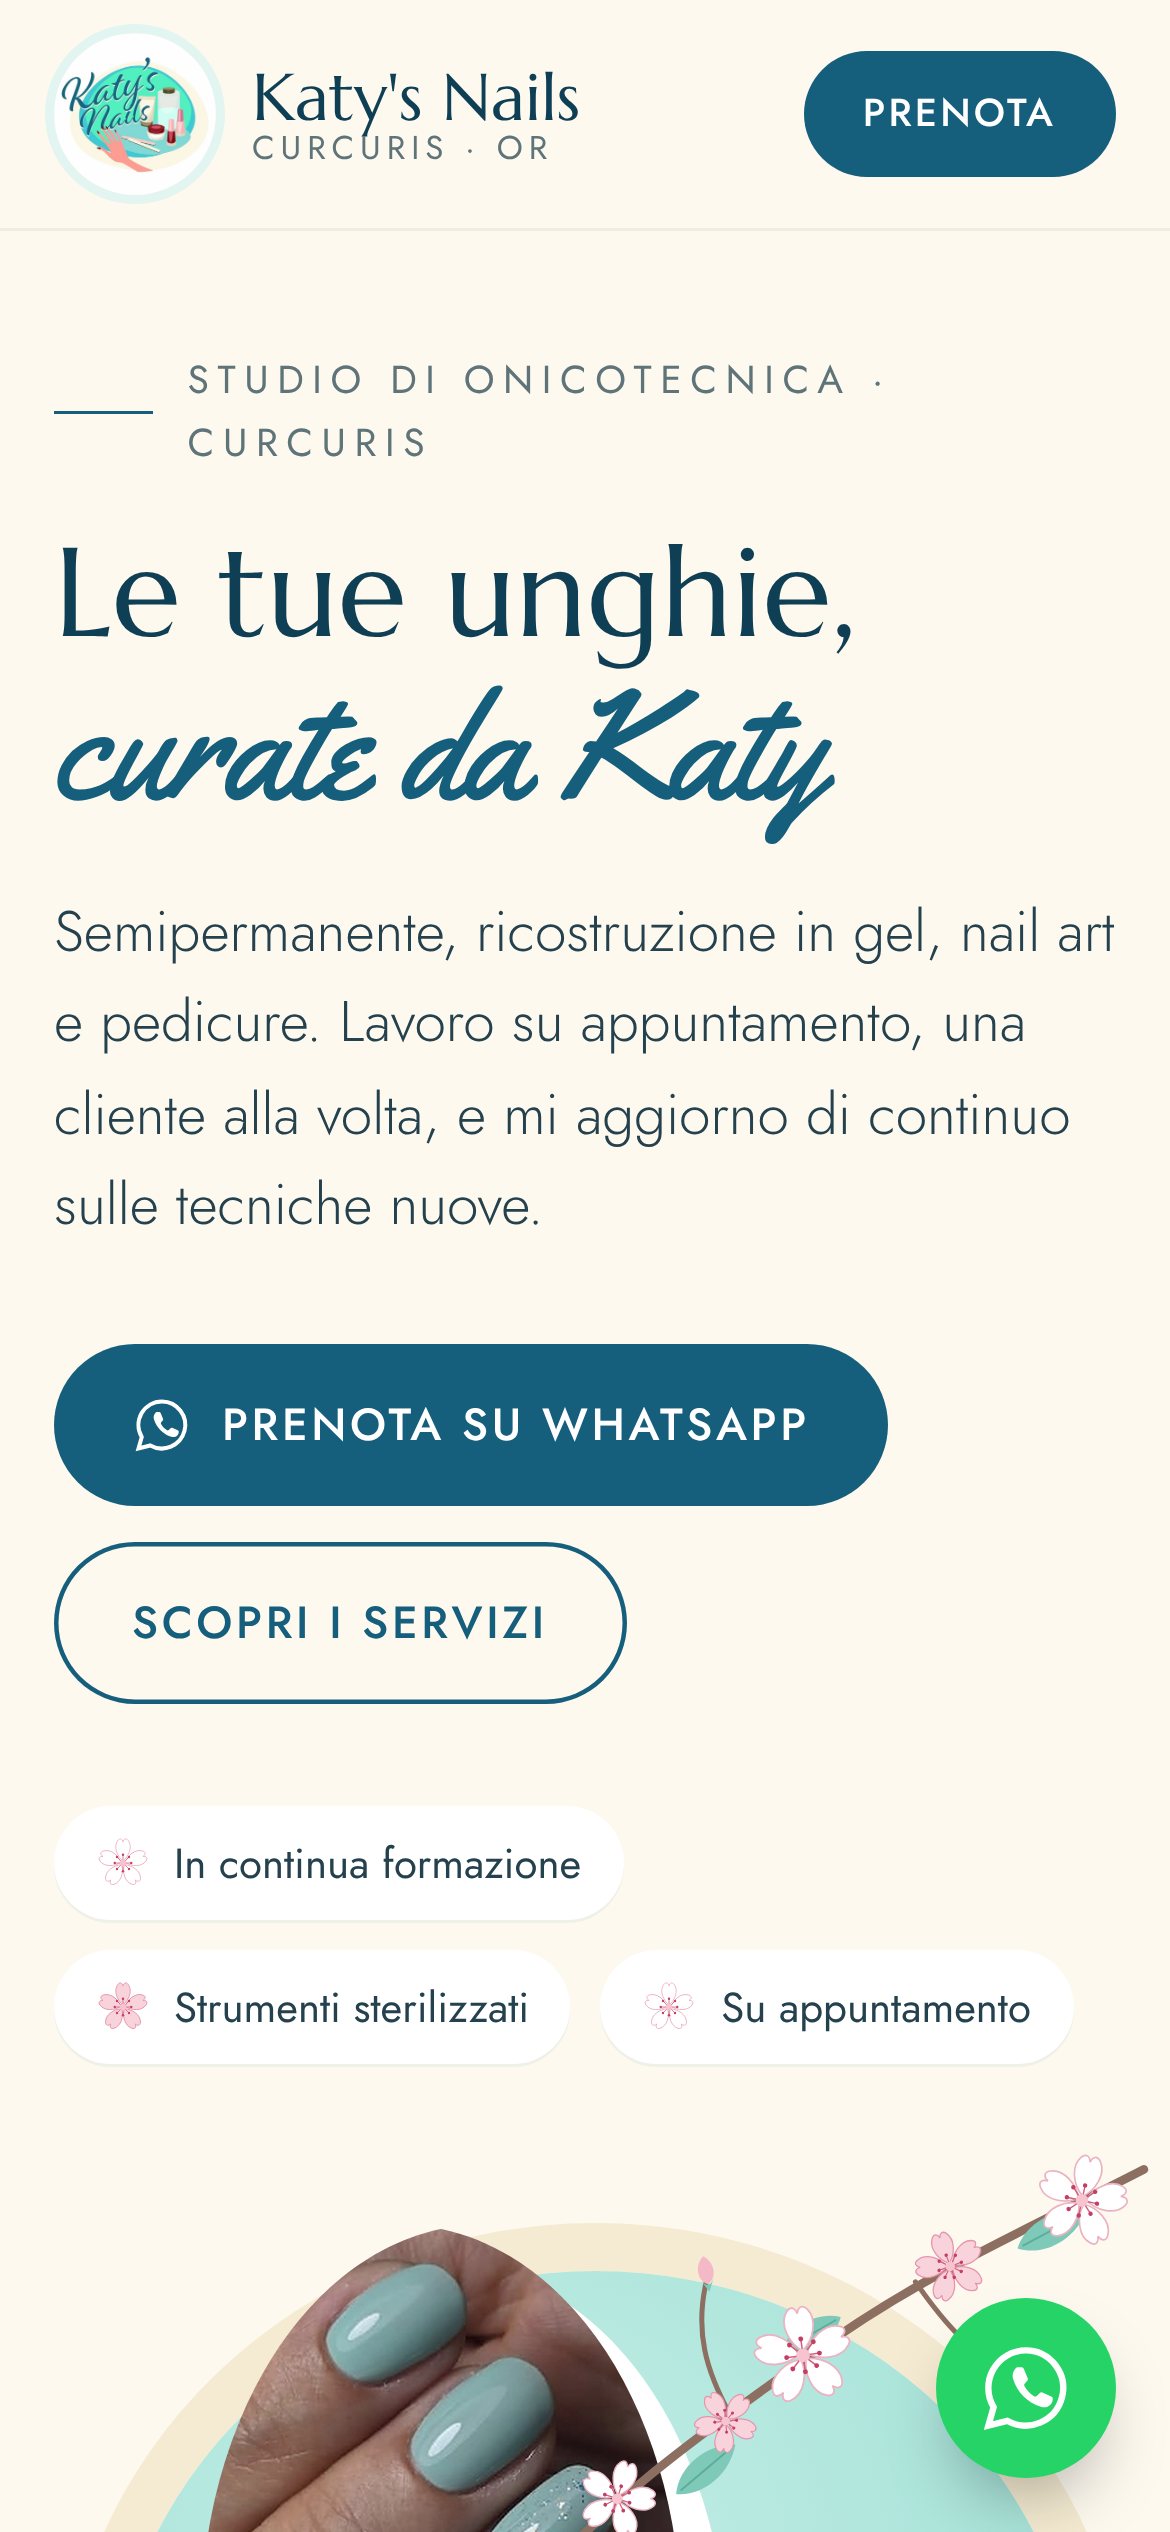 Katy's
Nails
Katy's Nails
CURCURIS · OR
PRENOTA
STUDIO DI ONICOTECNICA ·
CURCURIS
Le tue unghie,
curate da Katy
Semipermanente, ricostruzione in gel, nail art
e pedicure. Lavoro su appuntamento, una
cliente alla volta, e mi aggiorno di continuo
sulle tecniche nuove.
PRENOTA SU WHATSAPP
SCOPRI I SERVIZI
In continua formazione
Strumenti sterilizzati
Su appuntamento